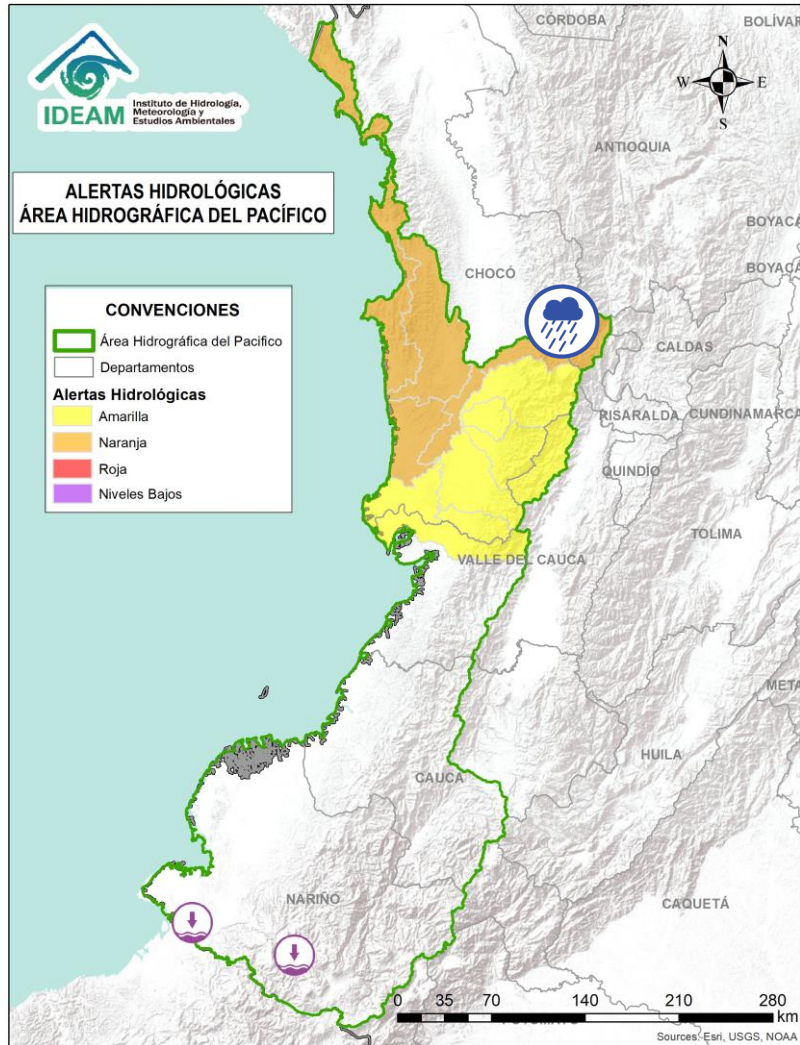 CÓRDOBA
BOLÍVAR
N
W E
S
IDEAM Instituto de Hidrología,
Meteorología y
Estudios Ambientales
ANTIOQUIA
ALERTAS HIDROLÓGICAS
ÁREA HIDROGRÁFICA DEL PACÍFICO
BOYACÁ
BOYACÁ
CHOCÓ
CONVENCIONES
Área Hidrográfica del Pacifico
Departamentos
Alertas Hidrológicas
Amarilla
Naranja
Roja
Niveles Bajos
CALDAS
RISARALDA
CUNDINAMARCA
QUINDÍO
TOLIMA
VALLE DEL CAUCA
META
HUILA
CAUCA
NARIÑO
CAQUETÁ
0 35 70 140 210 280
km
Sources: Esri, USGS, NOAA